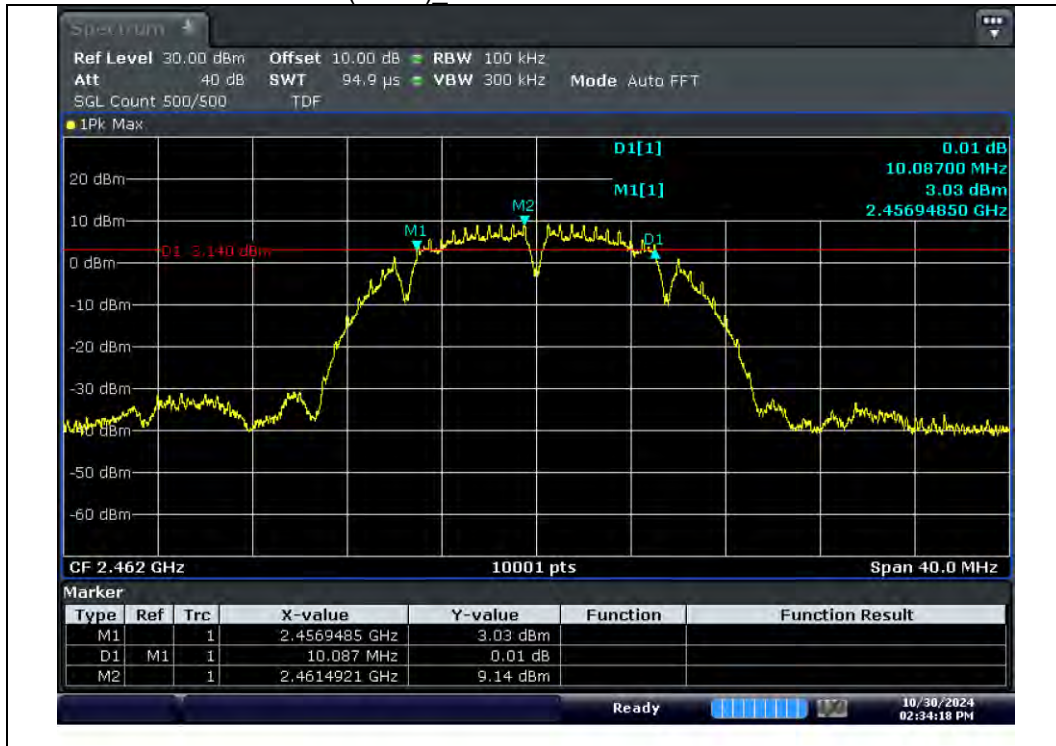 Spectrum
Ref Level 30.00 dBm Offset 10.00 dB RBW 100 kHz
Att 40 dB SWT 94.9 µs VBW 300 kHz Mode Auto FFT
SGL Count 500/500 TDF
1Pk Max
D1[1] 0.01 dB
10.08700 MHz
M1[1] 3.03 dBm
2.45694850 GHz
20 dBm
M2
10 dBm
M1
D1
D1 3.140 dBm
0 dBm
-10 dBm
-20 dBm
-30 dBm
-40 dBm
-50 dBm
-60 dBm
CF 2.462 GHz 10001 pts Span 40.0 MHz
Marker
Type Ref Trc X-value Y-value Function Function Result
M1 1 2.4569485 GHz 3.03 dBm
D1 M1 1 10.087 MHz 0.01 dB
M2 1 2.4614921 GHz 9.14 dBm
Ready 10/30/2024
02:34:18 PM